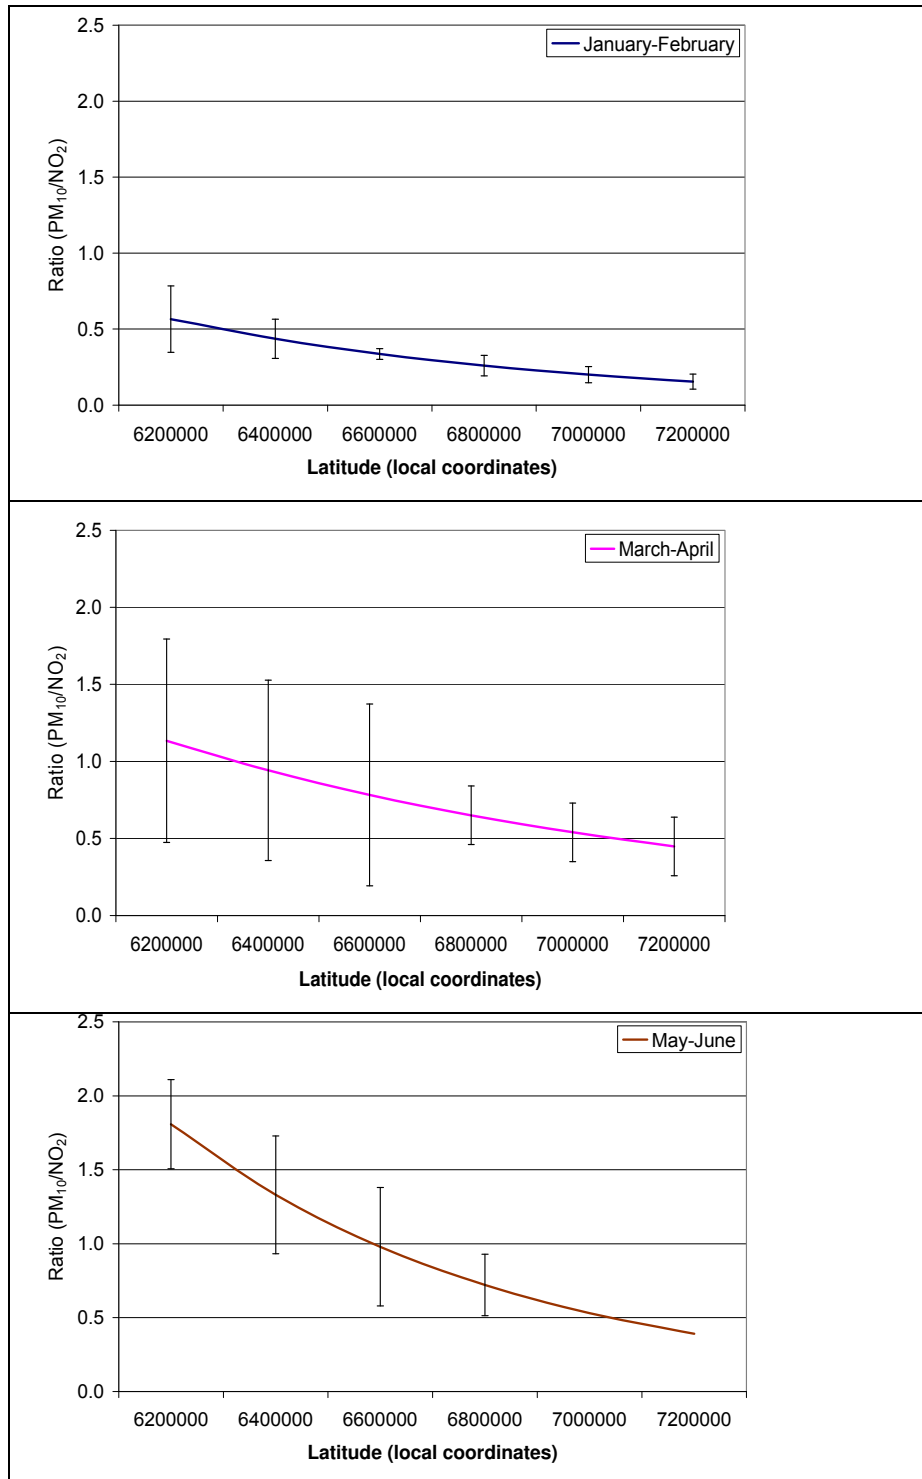 2.5
January-February
2.0
1.5
1.0
0.5
0.0
Ratio (PM₁₀/NO₂)
6200000 6400000 6600000 6800000 7000000 7200000
Latitude (local coordinates)
2.5
March-April
2.0
1.5
1.0
0.5
0.0
Ratio (PM₁₀/NO₂)
6200000 6400000 6600000 6800000 7000000 7200000
Latitude (local coordinates)
2.5
May-June
2.0
1.5
1.0
0.5
0.0
Ratio (PM₁₀/NO₂)
6200000 6400000 6600000 6800000 7000000 7200000
Latitude (local coordinates)